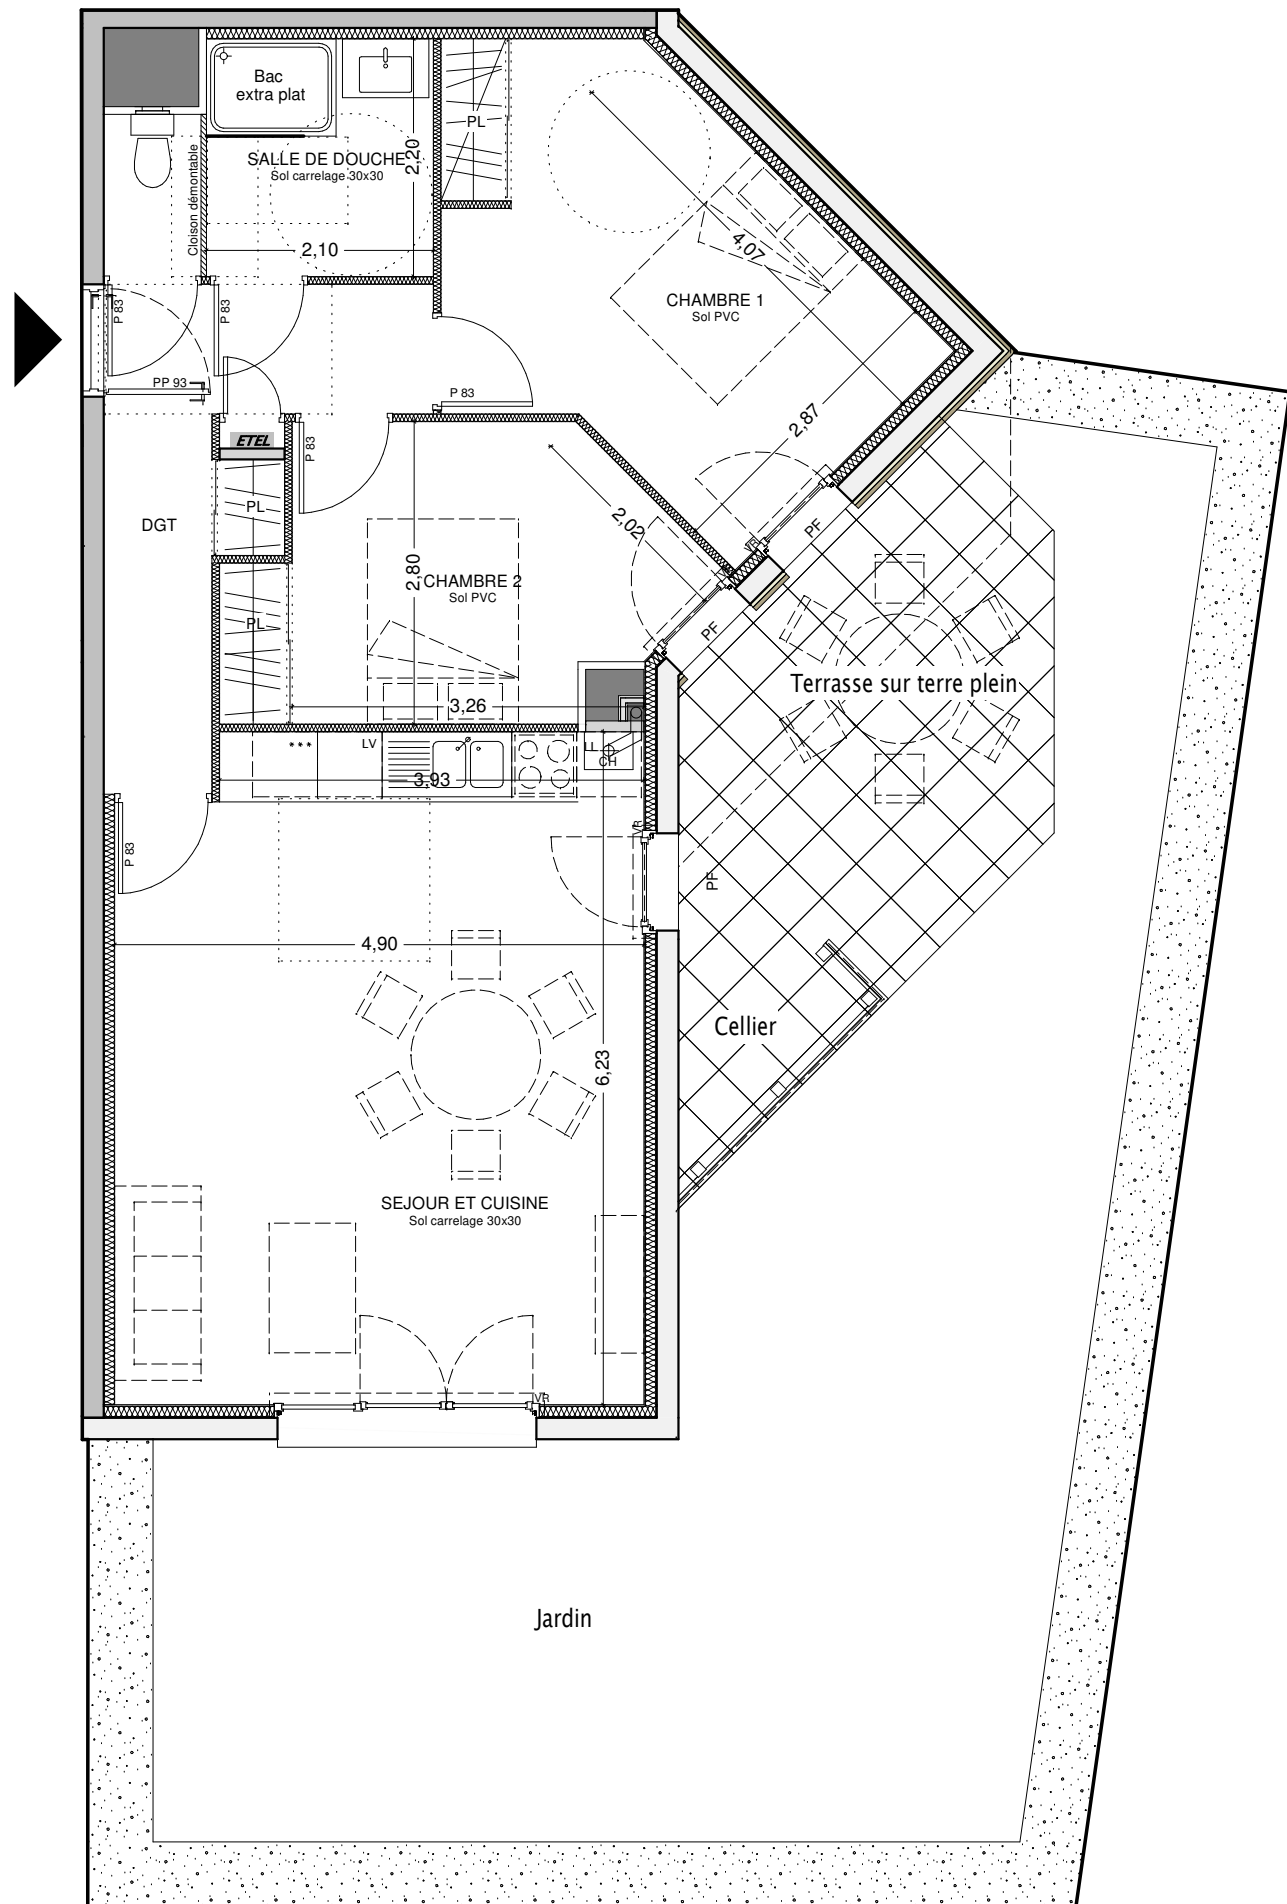 Bac
extra plat
PL
SALLE DE DOUCHE
Sol carrelage 30x30
2,20
Cloison démontable
2,10
4,07
CHAMBRE 1
Sol PVC
P 83
P 83
PP 93
P 83
2,87
ETEL
P 83
PL
DGT
2,02
VR
PF
2,80
CHAMBRE 2
Sol PVC
PL
PF
Terrasse sur terre plein
3,26
***
LV
LL
CH
3,93
VR
P 83
PF
4,90
Cellier
6,23
SEJOUR ET CUISINE
Sol carrelage 30x30
VR
Jardin